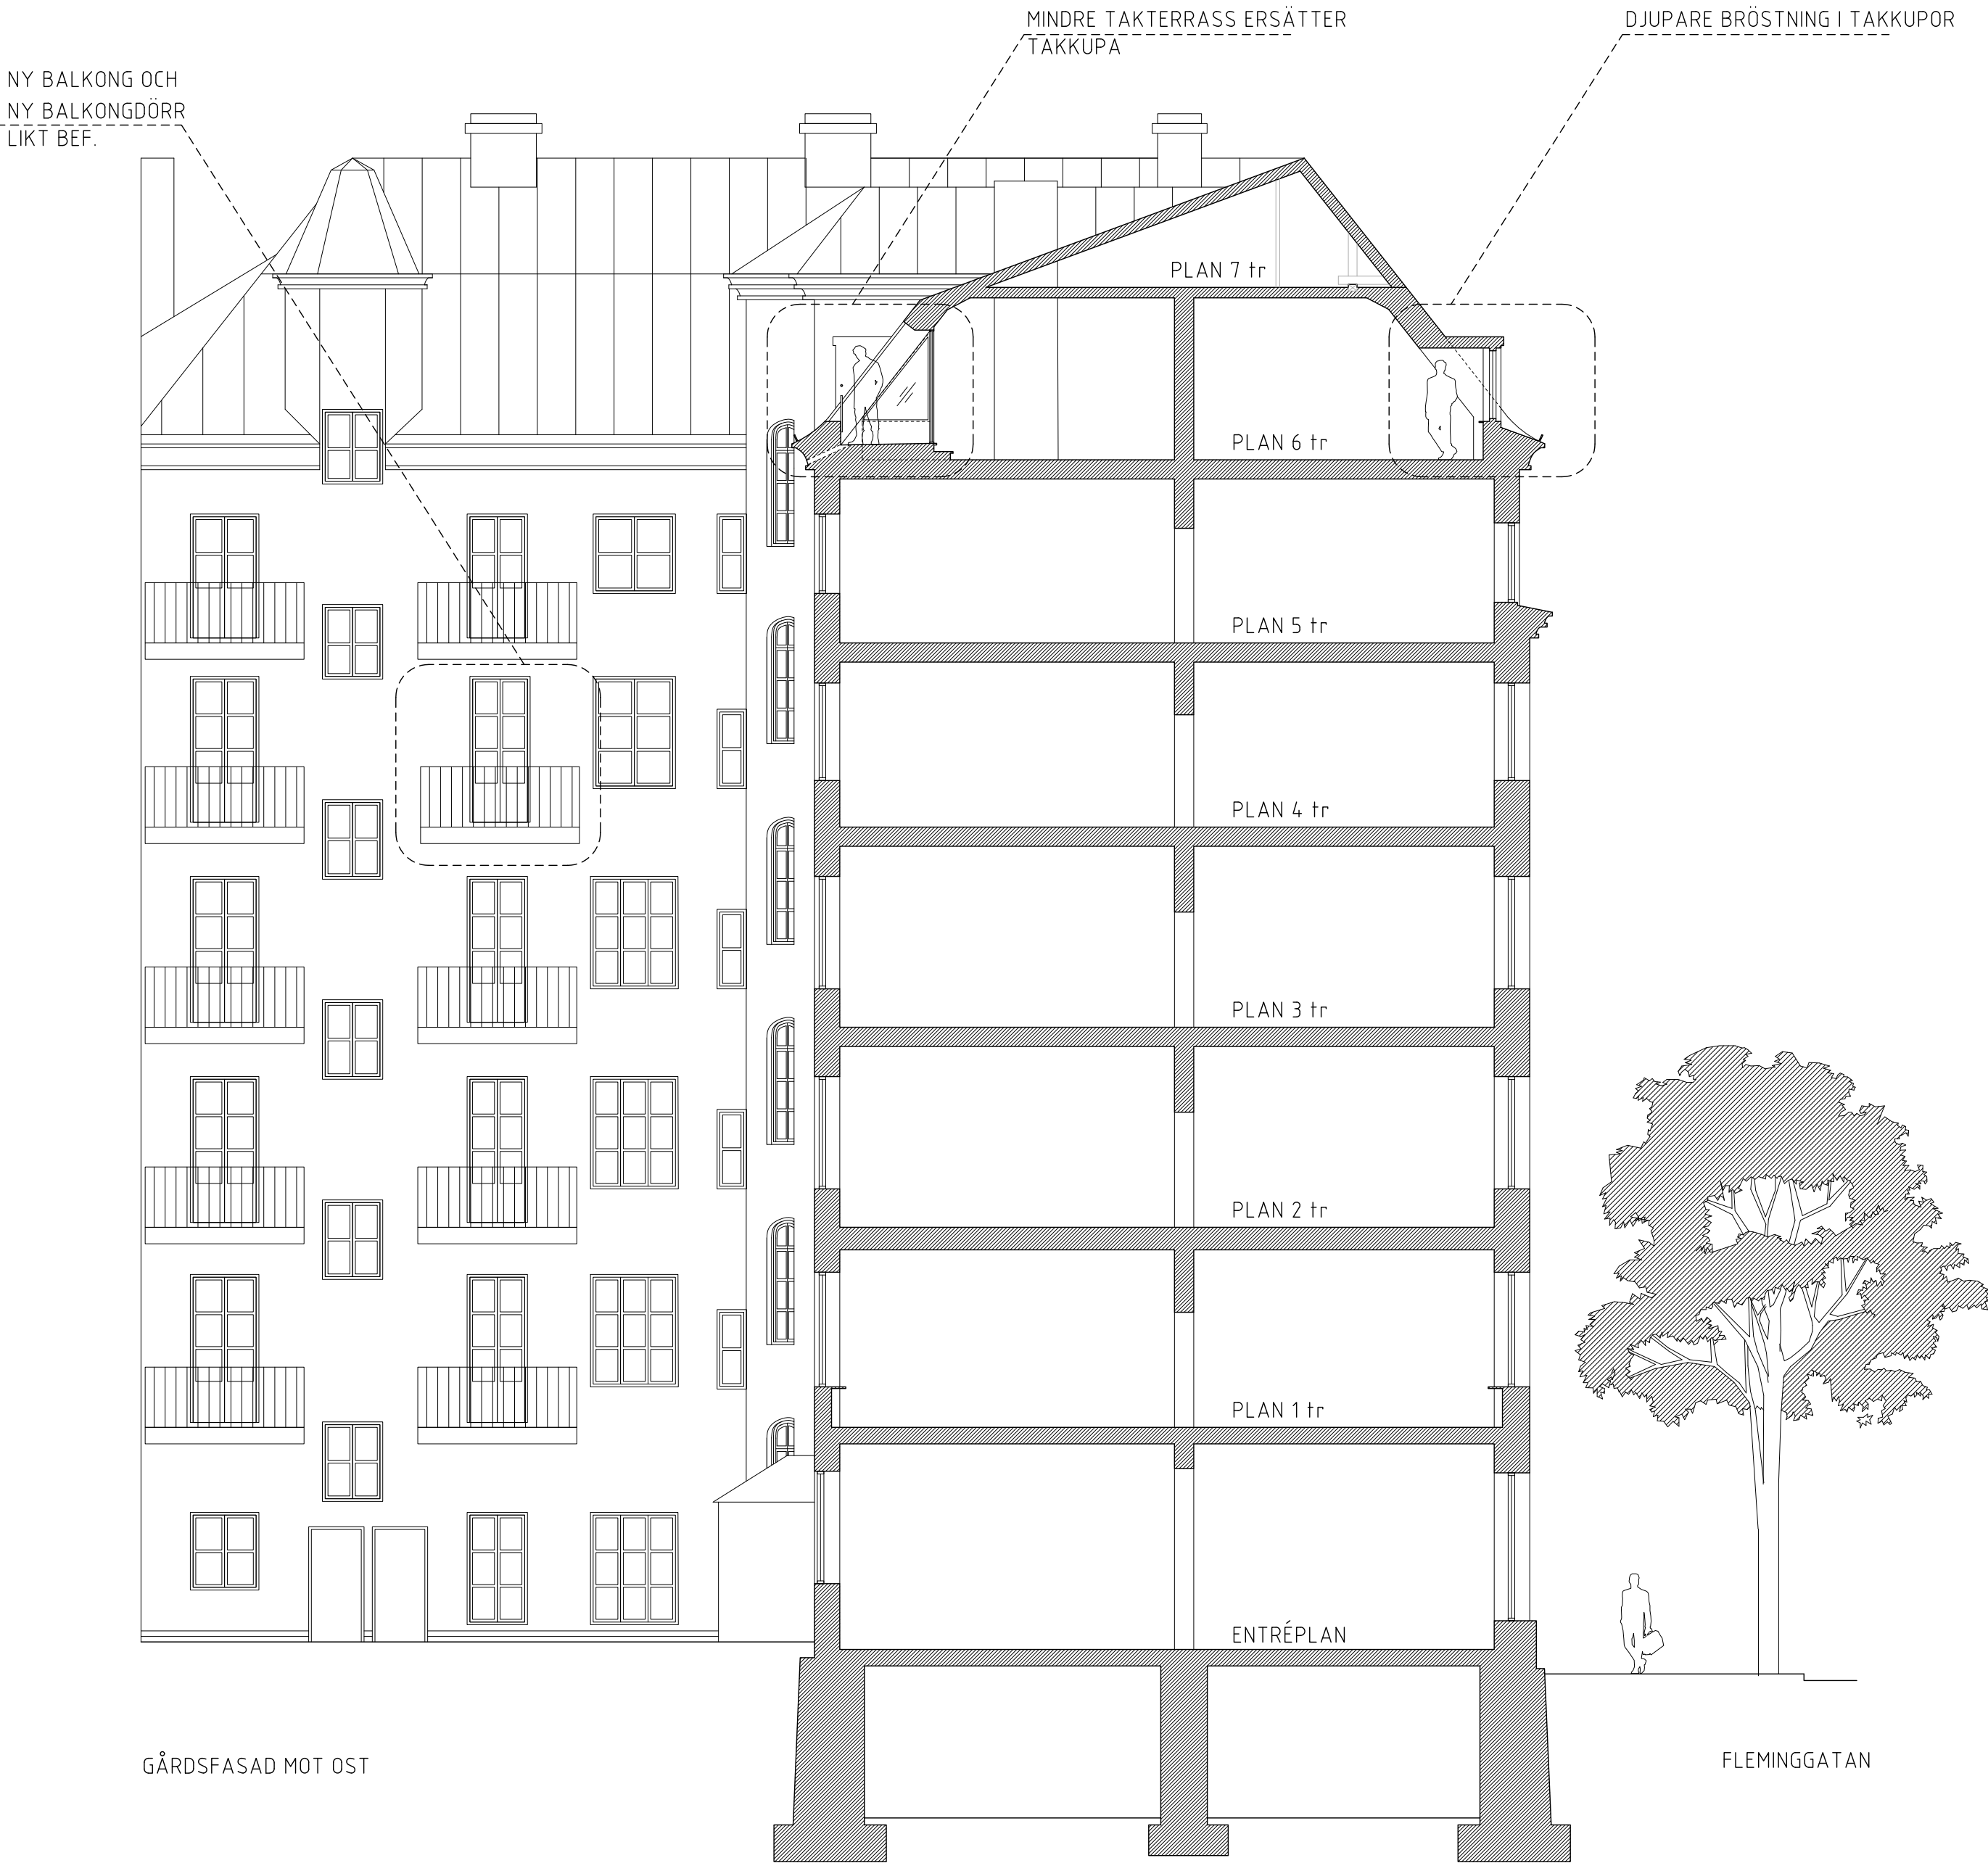 MINDRE TAKTERRASS ERSÄTTER
TAKKUPA
DJUPARE BRÖSTNING I TAKKUPOR
NY BALKONG OCH
NY BALKONGDÖRR
LIKT BEF.
PLAN 7 tr
PLAN 6 tr
PLAN 5 tr
PLAN 4 tr
PLAN 3 tr
PLAN 2 tr
PLAN 1 tr
ENTRÉPLAN
GÅRDSFASAD MOT OST
FLEMINGGATAN